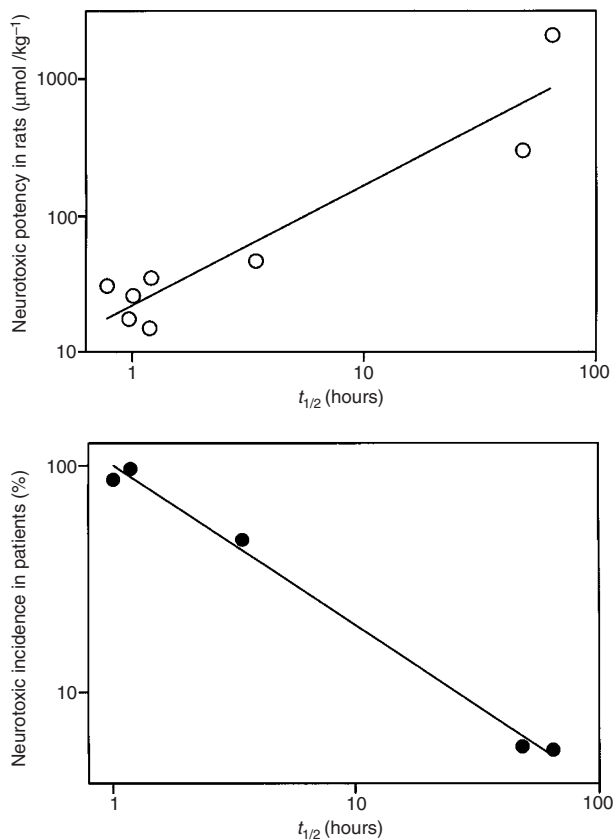 Neurotoxic potency in rats (μmol /kg⁻¹)
1000
100
10
1
10
100
t1/2 (hours)
Neurotoxic incidence in patients (%)
100
10
1
10
100
t1/2 (hours)